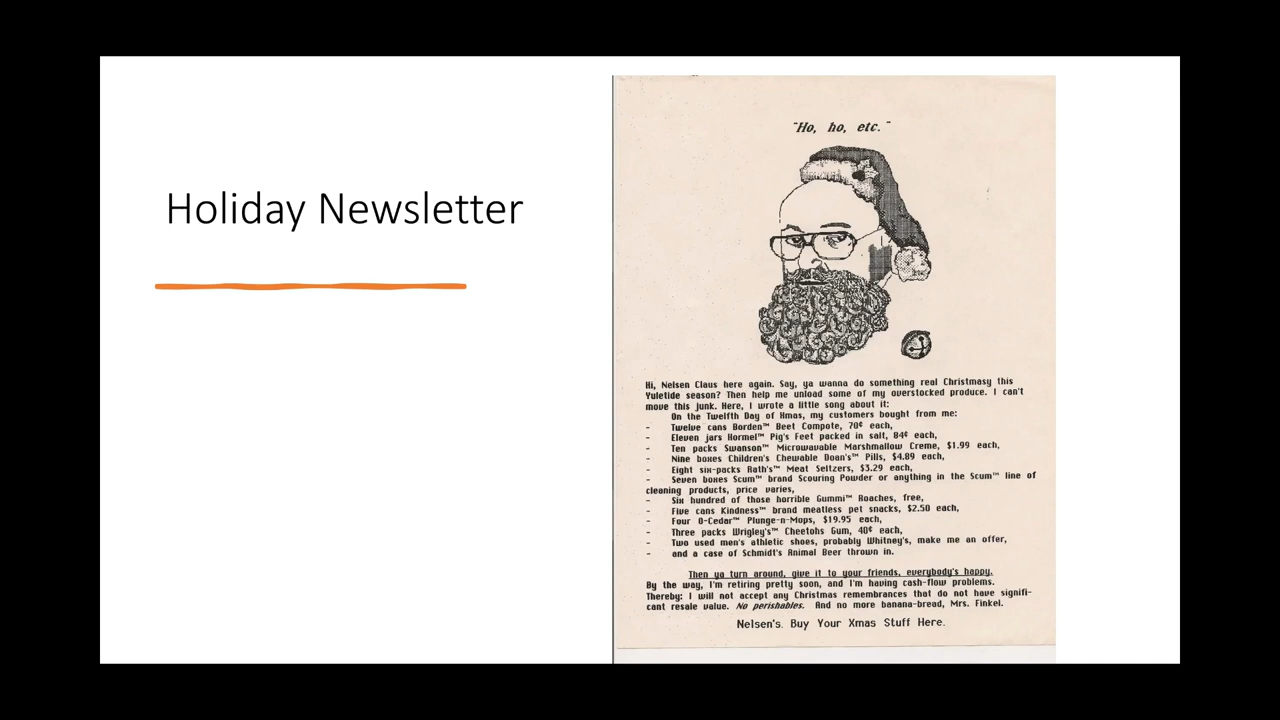 Holiday Newsletter
"Ho, ho, etc."
Hi, Nelsen Claus here again. Say, ya wanna do something real Christmasy this
Yuletide season? Then help me unload some of my overstocked produce. I can't
move this junk. Here, I wrote a little song about it:
On the Twelfth Day of Xmas, my customers bought from me:
- Twelve cans Borden™ Beet Compote, 70¢ each,
- Eleven jars Hormel™ Pig's Feet packed in salt, 84¢ each,
- Ten packs Swanson™ Microwavable Marshmallow Creme, $1.99 each,
- Nine boxes Children's Chewable Doan's™ Pills, $4.89 each,
- Eight six-packs Rath's™ Meat Seltzers, $3.29 each,
- Seven boxes Scum™ brand Scouring Powder or anything in the Scum™ line of
cleaning products, price varies,
- Six hundred of those horrible Gummi™ Roaches, free,
- Five cans Kindness™ brand meatless pet snacks, $2.50 each,
- Four O-Cedar™ Plunge-n-Mops, $19.95 each,
- Three packs Wrigley's™ Cheetohs Gum, 40¢ each,
- Two used men's athletic shoes, probably Whitney's, make me an offer,
- and a case of Schmidt's Animal Beer thrown in.
Then ya turn around, give it to your friends, everybody's happy.
By the way, I'm retiring pretty soon, and I'm having cash-flow problems.
Thereby: I will not accept any Christmas remembrances that do not have signifi-
cant resale value. No perishables. And no more banana-bread, Mrs. Finkel.
Nelsen's. Buy Your Xmas Stuff Here.